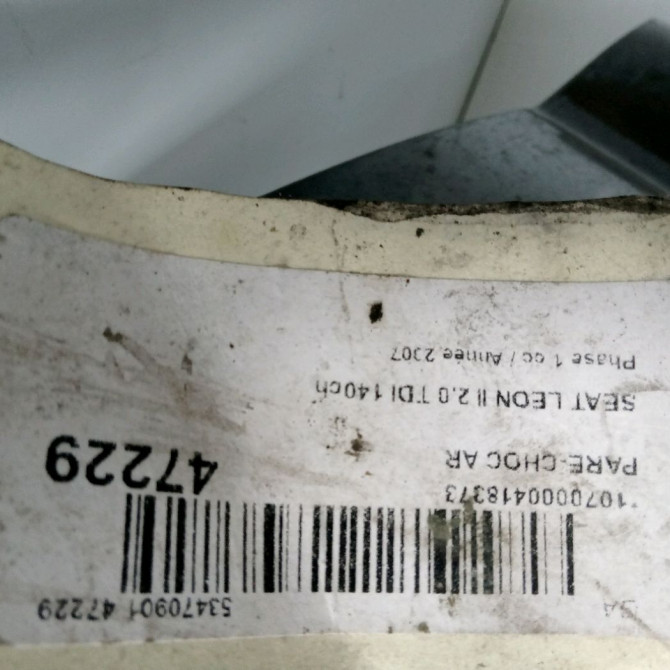 53470901 47229
*1070000418373
47229
PARE-CHOC AR
SEAT LEON II 2.0 TDI 140ch
Phase 1 cc / Année 2007